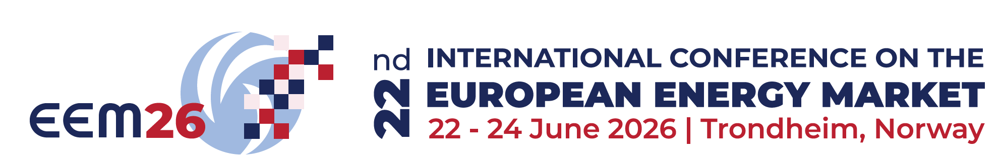 EEM26
22nd
INTERNATIONAL CONFERENCE ON THE
EUROPEAN ENERGY MARKET
22 - 24 June 2026 | Trondheim, Norway